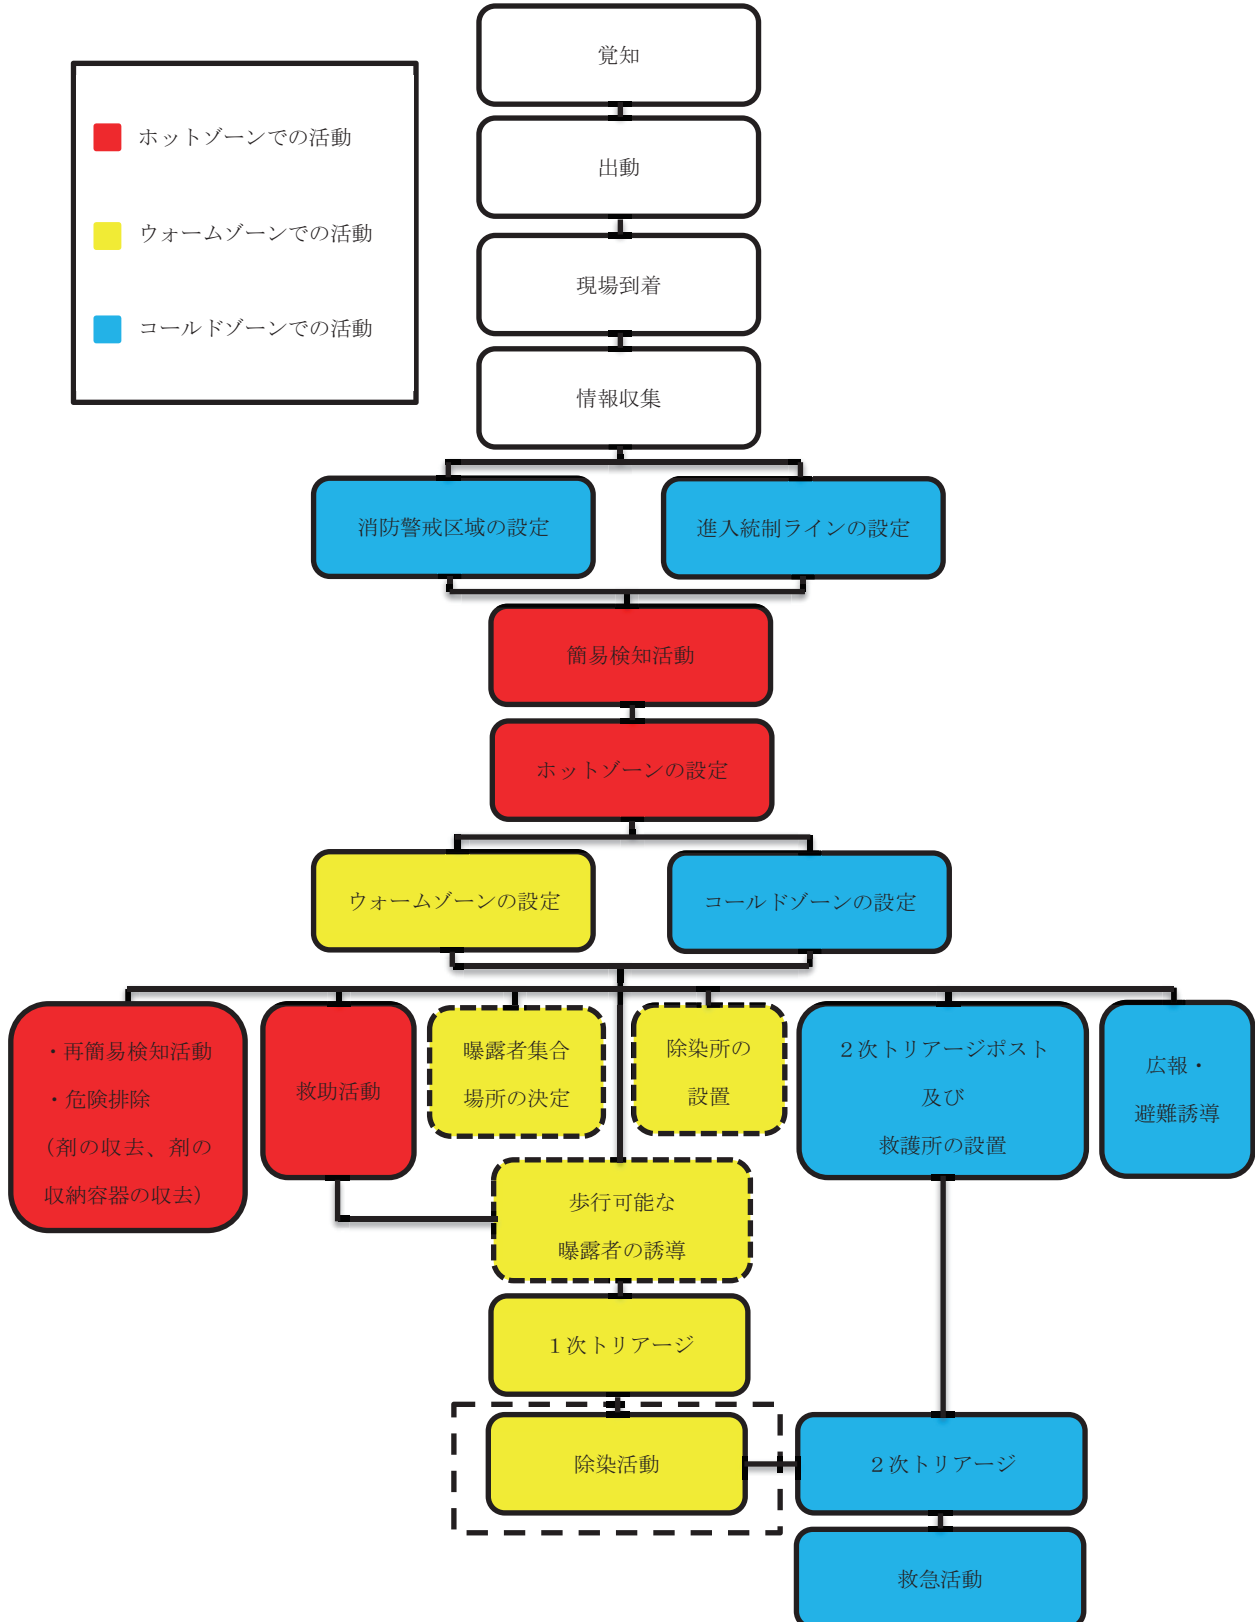 覚知
ホットゾーンでの活動
ウォームゾーンでの活動
コールドゾーンでの活動
出動
現場到着
情報収集
消防警戒区域の設定
進入統制ラインの設定
簡易検知活動
ホットゾーンの設定
ウォームゾーンの設定
コールドゾーンの設定
・再簡易検知活動
・危険排除
（剤の収去、剤の
収納容器の収去）
救助活動
曝露者集合
場所の決定
除染所の
設置
２次トリアージポスト
及び
救護所の設置
広報・
避難誘導
歩行可能な
曝露者の誘導
１次トリアージ
除染活動
２次トリアージ
救急活動